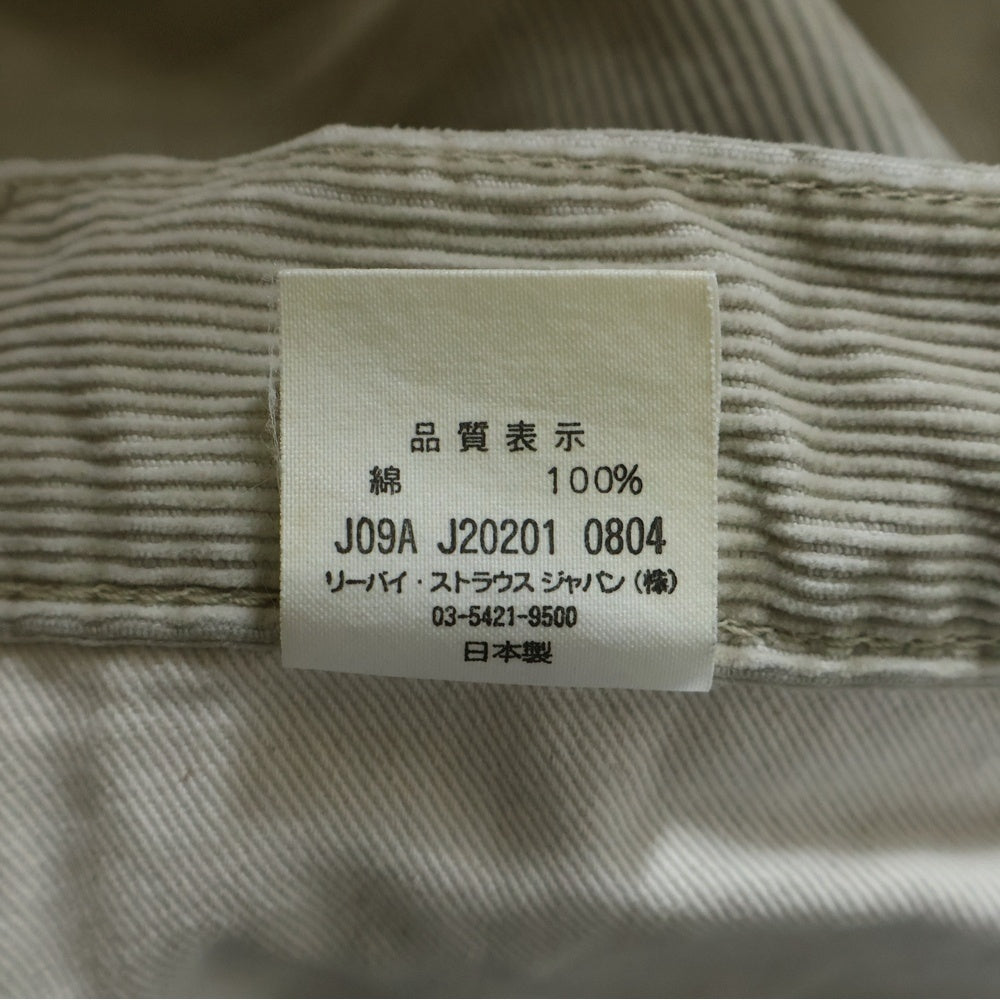 品質表示
綿 100%
J09A J20201 0804
リーバイ・ストラウス ジャパン(株)
03-5421-9500
日本製